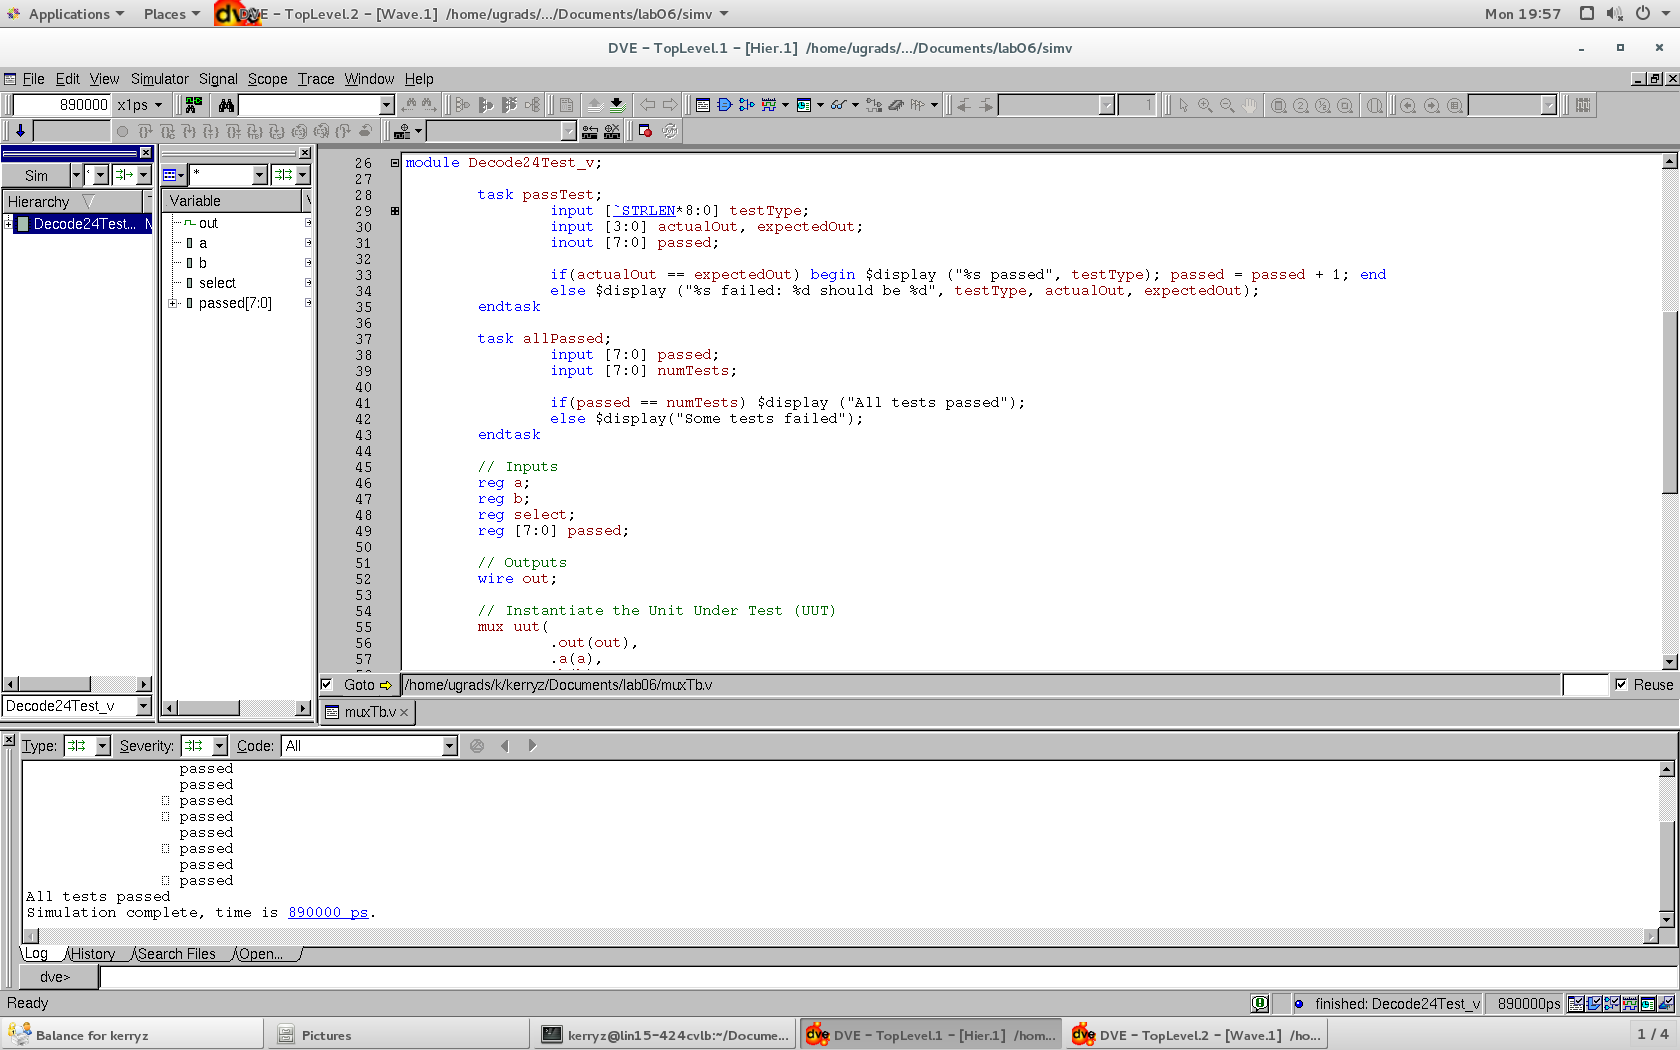 Applications Places DVE - TopLevel.2 - [Wave.1] /home/ugrads/.../Documents/lab06/simv Mon 19:57
DVE - TopLevel.1 - [Hier.1] /home/ugrads/.../Documents/lab06/simv
File Edit View Simulator Signal Scope Trace Window Help
890000 x1ps 1
Sim
* 
Hierarchy
Decode24Test... N
Variable
out
a
b
select
passed[7:0]
26 module Decode24Test_v;
27
28 task passTest;
29 input [`STRLEN*8:0] testType;
30 input [3:0] actualOut, expectedOut;
31 inout [7:0] passed;
32
33 if(actualOut == expectedOut) begin $display ("%s passed", testType); passed = passed + 1; end
34 else $display ("%s failed: %d should be %d", testType, actualOut, expectedOut);
35 endtask
36
37 task allPassed;
38 input [7:0] passed;
39 input [7:0] numTests;
40
41 if(passed == numTests) $display ("All tests passed");
42 else $display("Some tests failed");
43 endtask
44
45 // Inputs
46 reg a;
47 reg b;
48 reg select;
49 reg [7:0] passed;
50
51 // Outputs
52 wire out;
53
54 // Instantiate the Unit Under Test (UUT)
55 mux uut(
56 .out(out),
57 .a(a),
Decode24Test_v
Goto /home/ugrads/k/kerryz/Documents/lab06/muxTb.v Reuse
muxTb.v
Type: Severity: Code: All
passed
passed
passed
passed
passed
passed
passed
passed
All tests passed
Simulation complete, time is 890000 ps.
Log History Search Files Open...
dve>
Ready finished: Decode24Test_v 890000ps
Balance for kerryz Pictures kerryz@lin15-424cvlb:~/Docume... DVE - TopLevel.1 - [Hier.1] /hom... DVE - TopLevel.2 - [Wave.1] /ho... 1 / 4